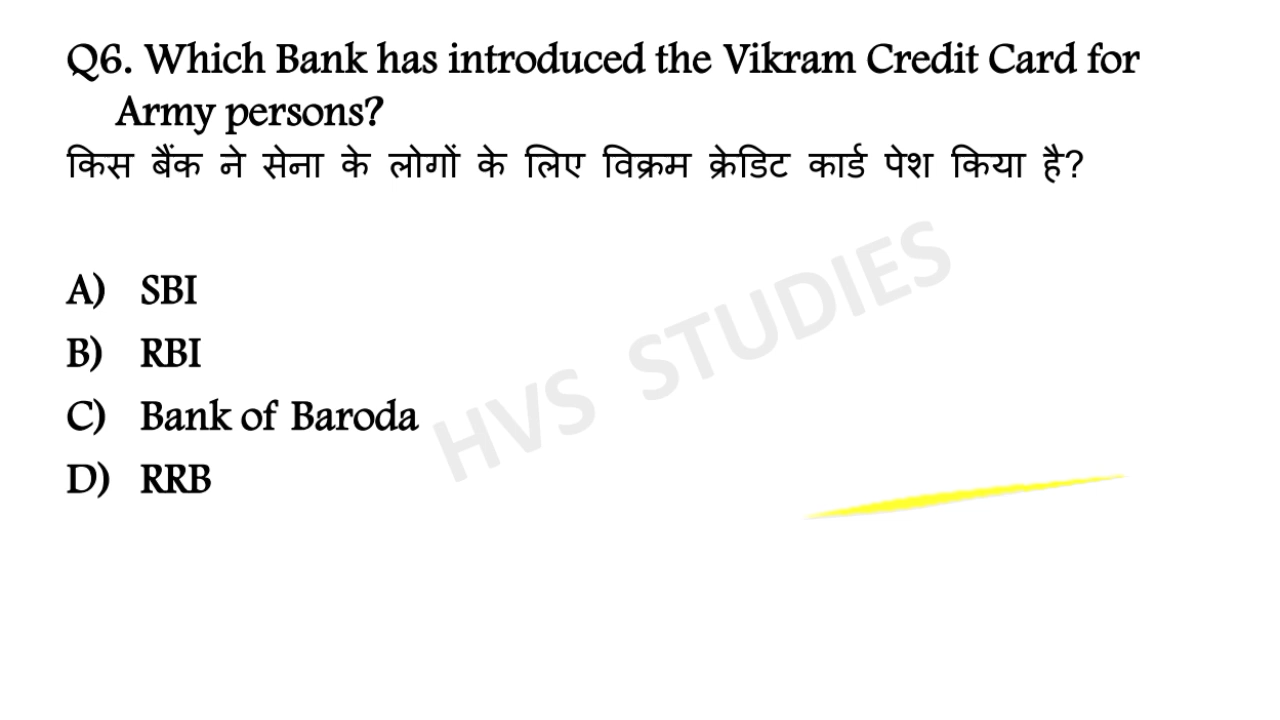 Q6. Which Bank has introduced the Vikram Credit Card for
Army persons?
किस बैंक ने सेना के लोगों के लिए विक्रम क्रेडिट कार्ड पेश किया है?
HVS STUDIES
A) SBI
B) RBI
C) Bank of Baroda
D) RRB